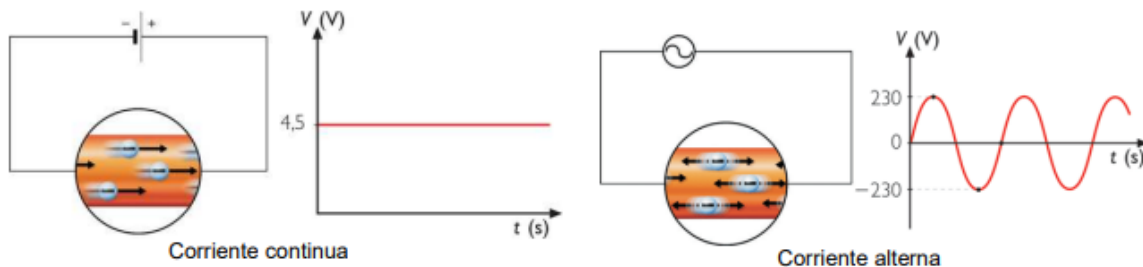 − +
V (V)
4,5
t (s)
Corriente continua
V (V)
230
0
−230
t (s)
Corriente alterna